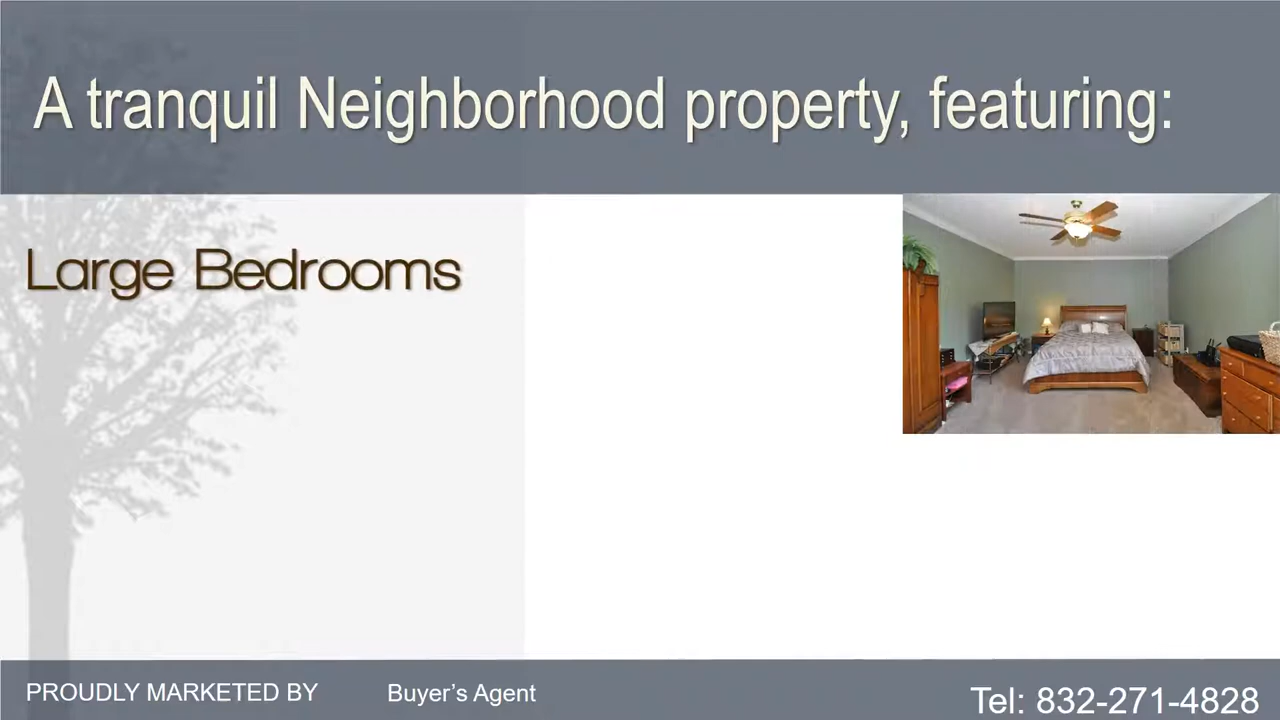 A tranquil Neighborhood property, featuring:
Large Bedrooms
PROUDLY MARKETED BY Buyer’s Agent Tel: 832-271-4828